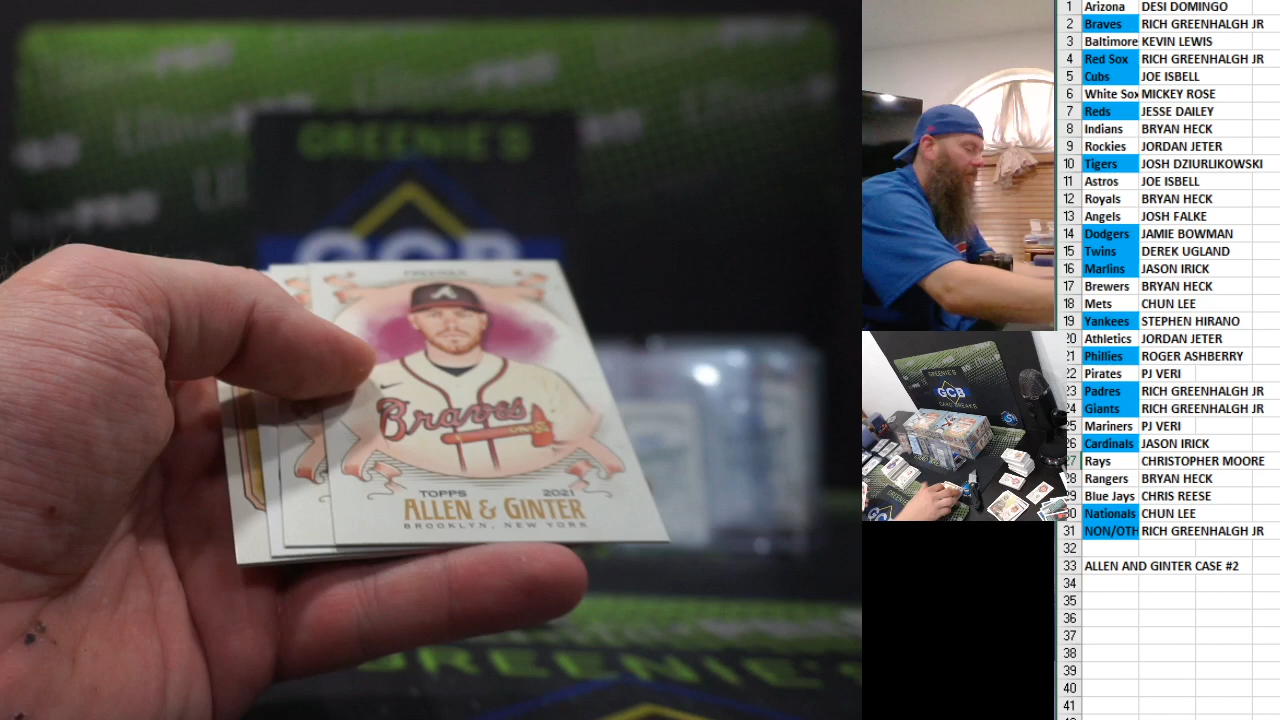 GREENIE'S
GCB
Braves
TOPPS 2021
ALLEN & GINTER
BROOKLYN, NEW YORK
GREENIE'S
GREENIE'S
GCB
CARD BREAKS
1 Arizona DESI DOMINGO
2 Braves RICH GREENHALGH JR
3 Baltimore KEVIN LEWIS
4 Red Sox RICH GREENHALGH JR
5 Cubs JOE ISBELL
6 White Sox MICKEY ROSE
7 Reds JESSE DAILEY
8 Indians BRYAN HECK
9 Rockies JORDAN JETER
10 Tigers JOSH DZIURLIKOWSKI
11 Astros JOE ISBELL
12 Royals BRYAN HECK
13 Angels JOSH FALKE
14 Dodgers JAMIE BOWMAN
15 Twins DEREK UGLAND
16 Marlins JASON IRICK
17 Brewers BRYAN HECK
18 Mets CHUN LEE
19 Yankees STEPHEN HIRANO
20 Athletics JORDAN JETER
21 Phillies ROGER ASHBERRY
22 Pirates PJ VERI
23 Padres RICH GREENHALGH JR
24 Giants RICH GREENHALGH JR
25 Mariners PJ VERI
26 Cardinals JASON IRICK
27 Rays CHRISTOPHER MOORE
28 Rangers BRYAN HECK
29 Blue Jays CHRIS REESE
30 Nationals CHUN LEE
31 NON/OTH RICH GREENHALGH JR
32
33 ALLEN AND GINTER CASE #2
34
35
36
37
38
39
40
41